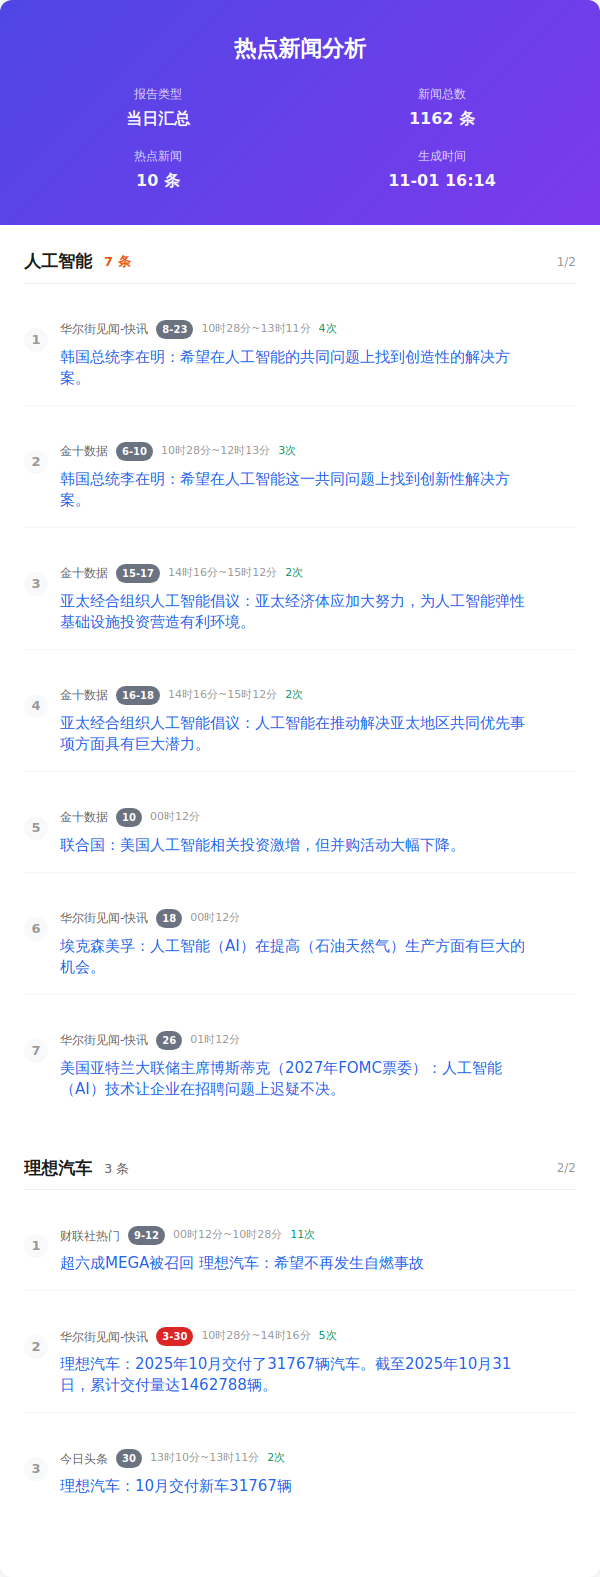 热点新闻分析
报告类型
新闻总数
当日汇总
1162 条
热点新闻
生成时间
10 条
11-01 16:14
人工智能 7 条 1/2
1
华尔街见闻-快讯 8-23 10时28分~13时11分 4次
韩国总统李在明：希望在人工智能的共同问题上找到创造性的解决方
案。
2
金十数据 6-10 10时28分~12时13分 3次
韩国总统李在明：希望在人工智能这一共同问题上找到创新性解决方
案。
3
金十数据 15-17 14时16分~15时12分 2次
亚太经合组织人工智能倡议：亚太经济体应加大努力，为人工智能弹性
基础设施投资营造有利环境。
4
金十数据 16-18 14时16分~15时12分 2次
亚太经合组织人工智能倡议：人工智能在推动解决亚太地区共同优先事
项方面具有巨大潜力。
5
金十数据 10 00时12分
联合国：美国人工智能相关投资激增，但并购活动大幅下降。
6
华尔街见闻-快讯 18 00时12分
埃克森美孚：人工智能（AI）在提高（石油天然气）生产方面有巨大的
机会。
7
华尔街见闻-快讯 26 01时12分
美国亚特兰大联储主席博斯蒂克（2027年FOMC票委）：人工智能
（AI）技术让企业在招聘问题上迟疑不决。
理想汽车 3 条 2/2
1
财联社热门 9-12 00时12分~10时28分 11次
超六成MEGA被召回 理想汽车：希望不再发生自燃事故
2
华尔街见闻-快讯 3-30 10时28分~14时16分 5次
理想汽车：2025年10月交付了31767辆汽车。截至2025年10月31
日，累计交付量达1462788辆。
3
今日头条 30 13时10分~13时11分 2次
理想汽车：10月交付新车31767辆